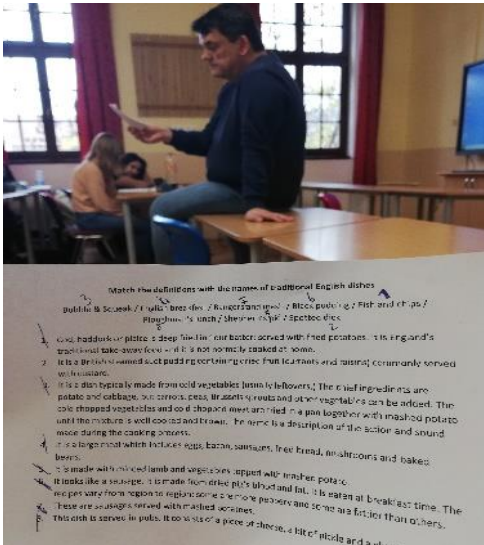 Match the definitions with the names of traditional English dishes
Bubble & Squeak / English breakfast / Bangers and mash / Black pudding / Fish and chips /
Ploughman's lunch / Shepherd's pie / Spotted dick
1. Cod, haddock or plaice is deep fried in flour batter served with fried potatoes. It is England's
traditional take-away food and it is not normally cooked at home.
2. It is a British steamed suet pudding containing dried fruit (currants and raisins) commonly served
with custard.
3. It is a dish typically made from cold vegetables (usually leftovers.) The chief ingredients are
potato and cabbage, but carrots, peas, Brussels sprouts and other vegetables can be added. The
cold chopped vegetables and cold chopped meat are fried in a pan together with mashed potato
until the mixture is well cooked and brown. The name is a description of the action and sound
made during the cooking process.
4. It is a large meal which includes eggs, bacon, sausages, fried bread, mushrooms and baked
beans.
It is made with minced lamb and vegetables topped with mashed potato.
It looks like a sausage. It is made from dried pig's blood and fat. It is eaten at breakfast time. The
recipes vary from region to region: some are more peppery and some are fattier than others.
These are sausages served with mashed potatoes.
This dish is served in pubs. It consists of a piece of cheese, a bit of pickle and a